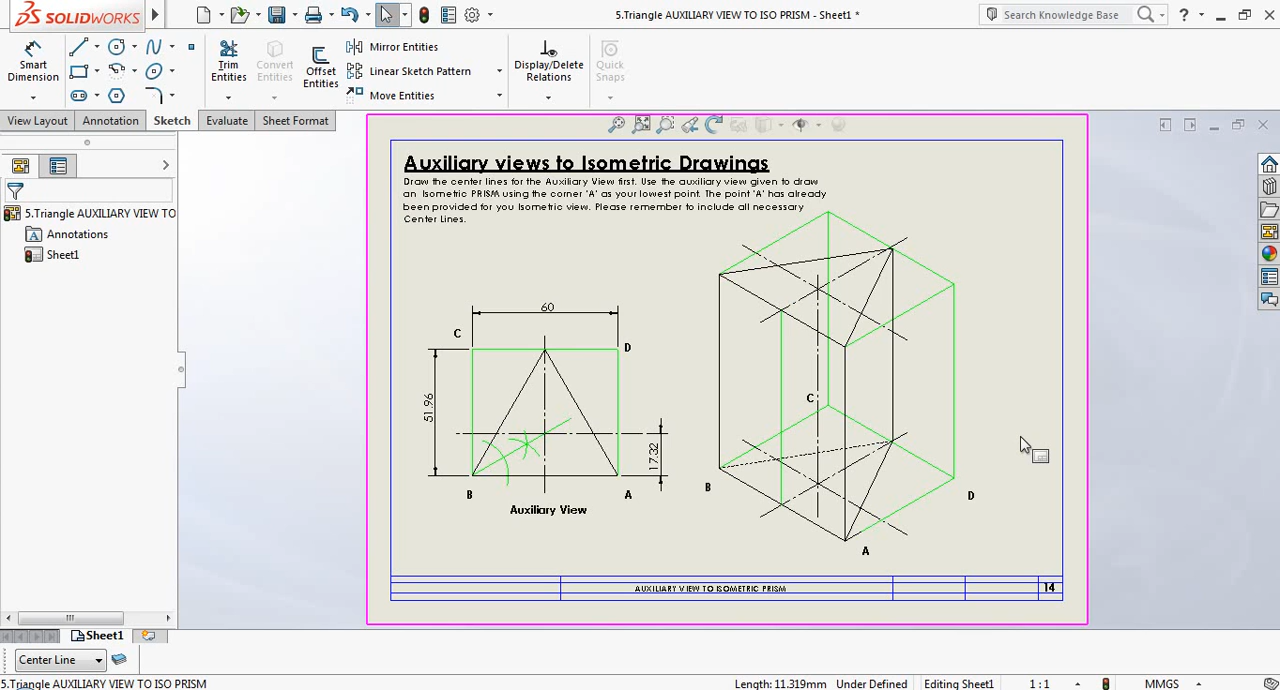 SOLIDWORKS
5.Triangle AUXILIARY VIEW TO ISO PRISM - Sheet1 *
Search Knowledge Base
?
Smart Dimension
Trim Entities
Convert Entities
Offset Entities
Mirror Entities
Linear Sketch Pattern
Move Entities
Display/Delete Relations
Quick Snaps
View Layout
Annotation
Sketch
Evaluate
Sheet Format
5.Triangle AUXILIARY VIEW TO
Annotations
Sheet1
Auxiliary views to Isometric Drawings
Draw the center lines for the Auxiliary View first. Use the auxiliary view given to draw
an Isometric PRISM using the corner 'A' as your lowest point. The point 'A' has already
been provided for you Isometric view. Please remember to include all necessary
Center Lines.
60
C
D
51.96
17.32
B
A
Auxiliary View
C
B
D
A
AUXILIARY VIEW TO ISOMETRIC PRISM
14
Sheet1
Center Line
5.Triangle AUXILIARY VIEW TO ISO PRISM
Length: 11.319mm
Under Defined
Editing Sheet1
1 : 1
MMGS